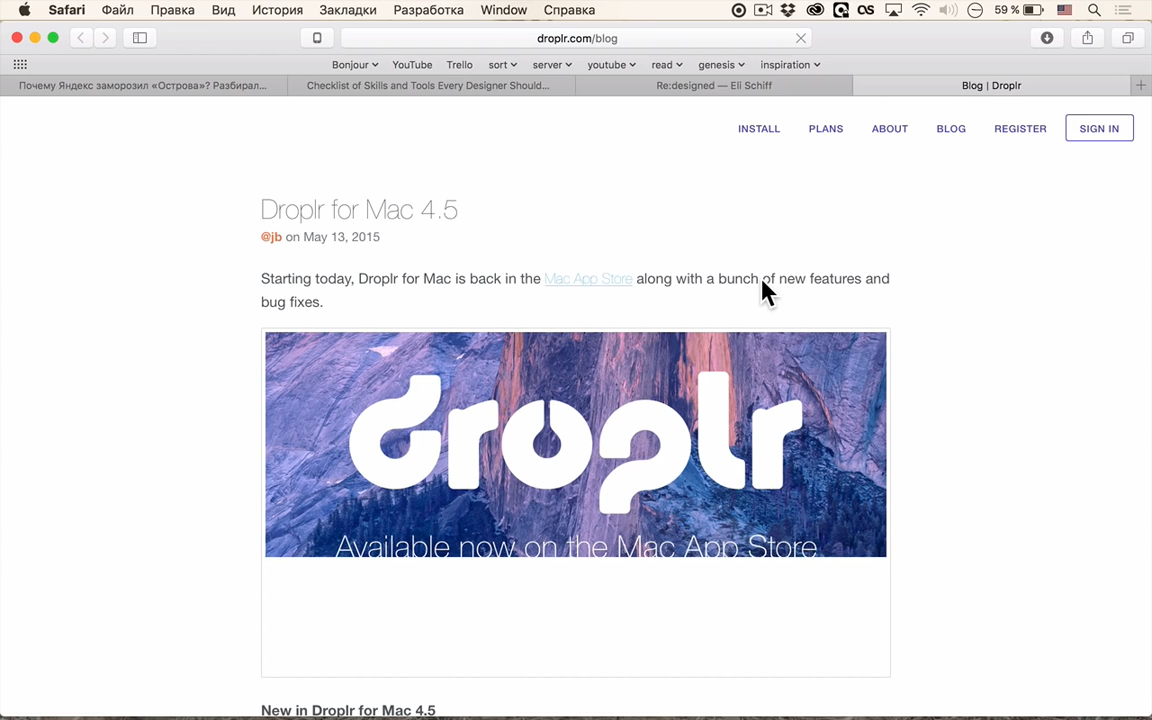 Safari Файл Правка Вид История Закладки Разработка Window Справка 59 %
droplr.com/blog
Bonjour YouTube Trello sort server youtube read genesis inspiration
Почему Яндекс заморозил «Острова»? Разбирал... Checklist of Skills and Tools Every Designer Should... Re:designed — Eli Schiff Blog | Droplr
INSTALL PLANS ABOUT BLOG REGISTER SIGN IN
Droplr for Mac 4.5
@jb on May 13, 2015
Starting today, Droplr for Mac is back in the Mac App Store along with a bunch of new features and
bug fixes.
droplr
Available now on the Mac App Store
New in Droplr for Mac 4.5